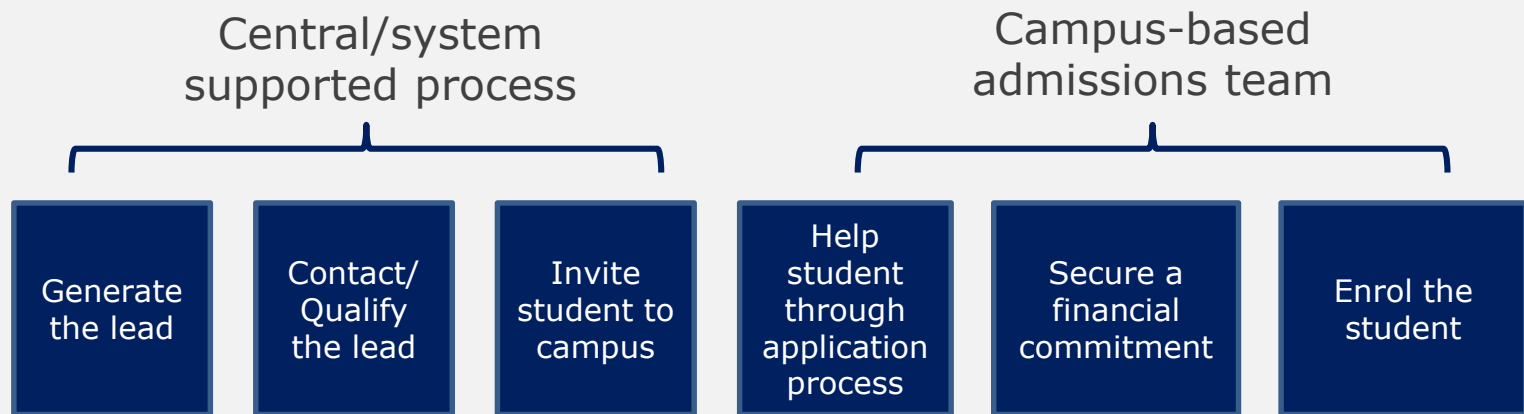 Central/system
supported process
Campus-based
admissions team
Generate
the lead
Contact/
Qualify
the lead
Invite
student to
campus
Help
student
through
application
process
Secure a
financial
commitment
Enrol the
student